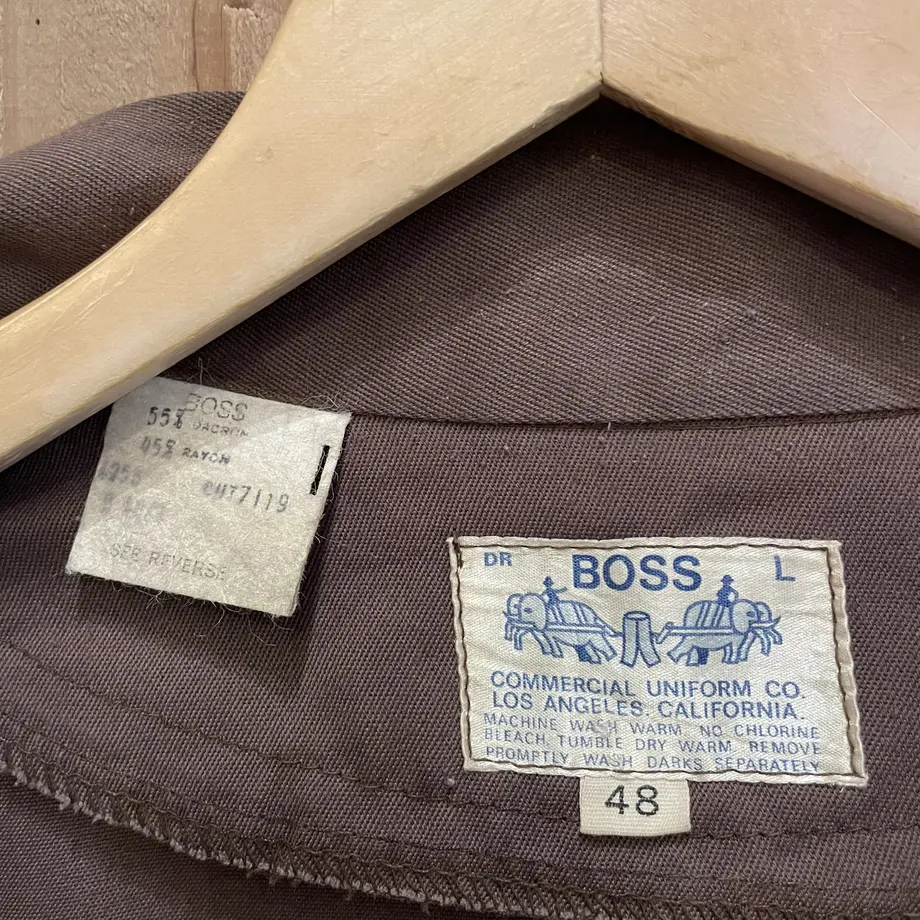 BOSS
55% DACRON
45% RAYON
CHT7119
SEE REVERSE
DR BOSS L
COMMERCIAL UNIFORM CO.
LOS ANGELES, CALIFORNIA.
MACHINE WASH WARM. NO CHLORINE
BLEACH. TUMBLE DRY WARM. REMOVE
PROMPTLY. WASH DARKS SEPARATELY
48